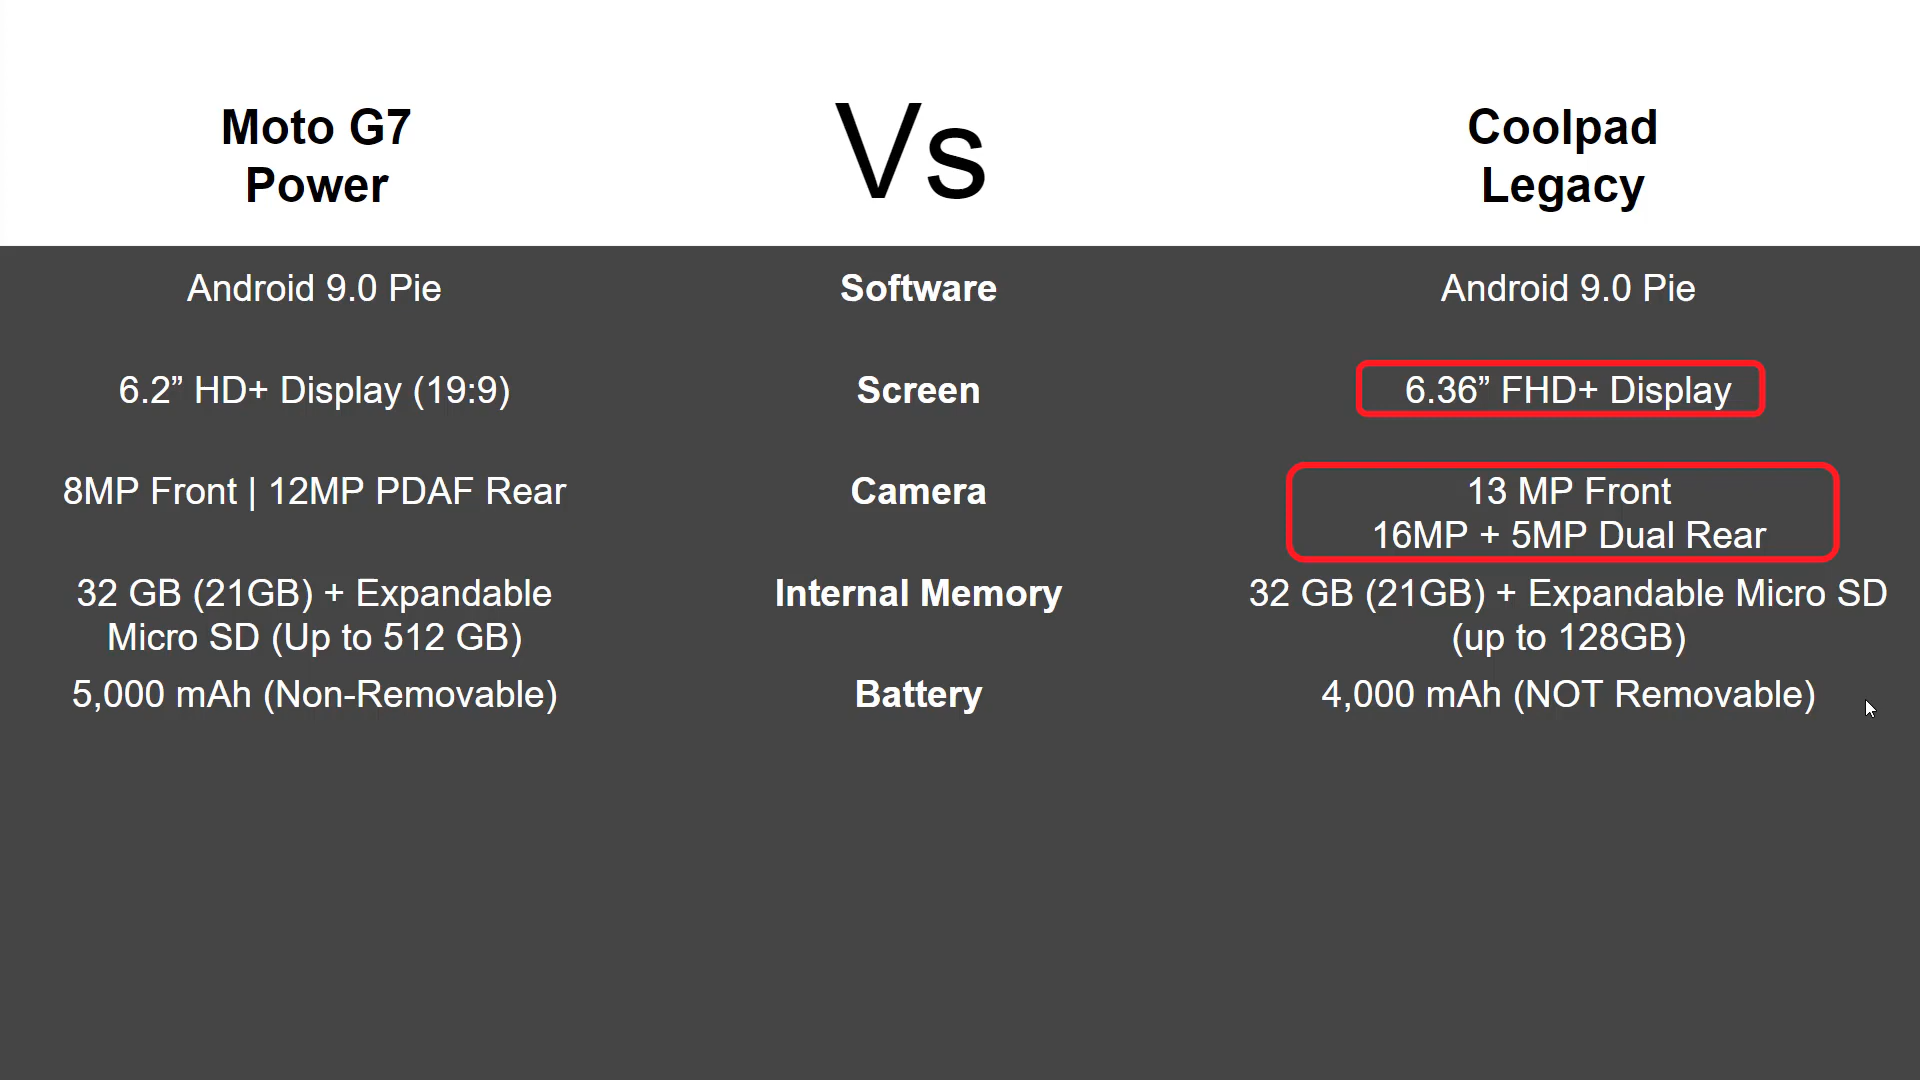 Moto G7
Power
Vs
Coolpad
Legacy
Android 9.0 Pie
Software
Android 9.0 Pie
6.2” HD+ Display (19:9)
Screen
6.36” FHD+ Display
8MP Front | 12MP PDAF Rear
Camera
13 MP Front
16MP + 5MP Dual Rear
32 GB (21GB) + Expandable
Micro SD (Up to 512 GB)
Internal Memory
32 GB (21GB) + Expandable Micro SD
(up to 128GB)
5,000 mAh (Non-Removable)
Battery
4,000 mAh (NOT Removable)